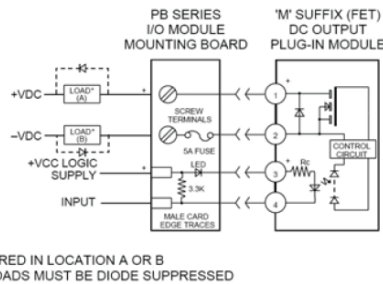 PB SERIES
I/O MODULE
MOUNTING BOARD
'M' SUFFIX (FET)
DC OUTPUT
PLUG-IN MODULE
+VDC
LOAD*
(A)
+
1
SCREW
TERMINALS
–VDC
LOAD*
(B)
5A FUSE
2
CONTROL
CIRCUIT
+VCC LOGIC
SUPPLY
+
LED
+
3
Rc
3.3K
INPUT
4
MALE CARD
EDGE TRACES
RED IN LOCATION A OR B
OADS MUST BE DIODE SUPPRESSED